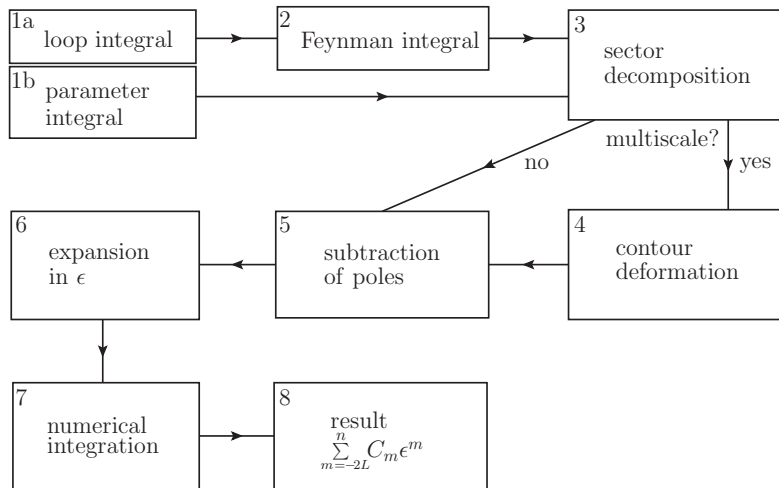 1a
loop integral
1b
parameter
integral
2
Feynman integral
3
sector
decomposition
multiscale?
no
yes
4
contour
deformation
5
subtraction
of poles
6
expansion
in ϵ
7
numerical
integration
8
result
n
∑ C_m ϵ^m
m=−2L